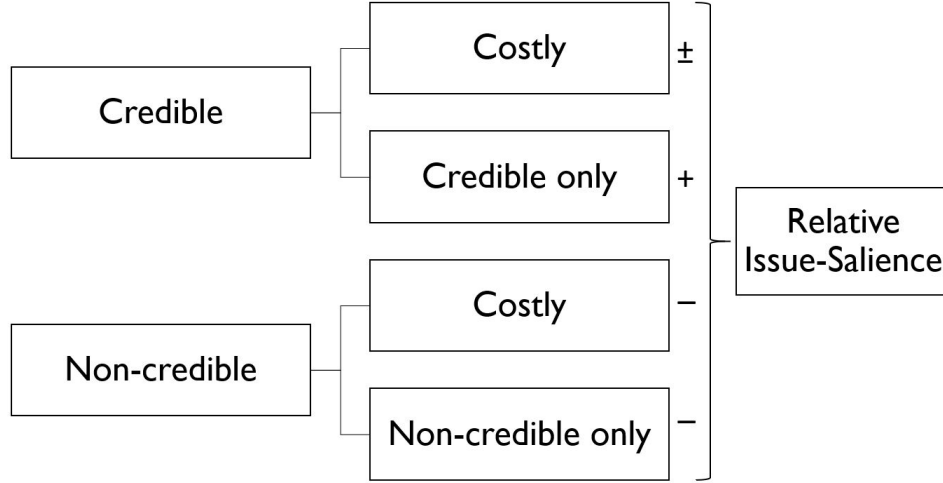 Costly
±
Credible
Credible only
+
Relative
Issue-Salience
Costly
−
Non-credible
Non-credible only
−